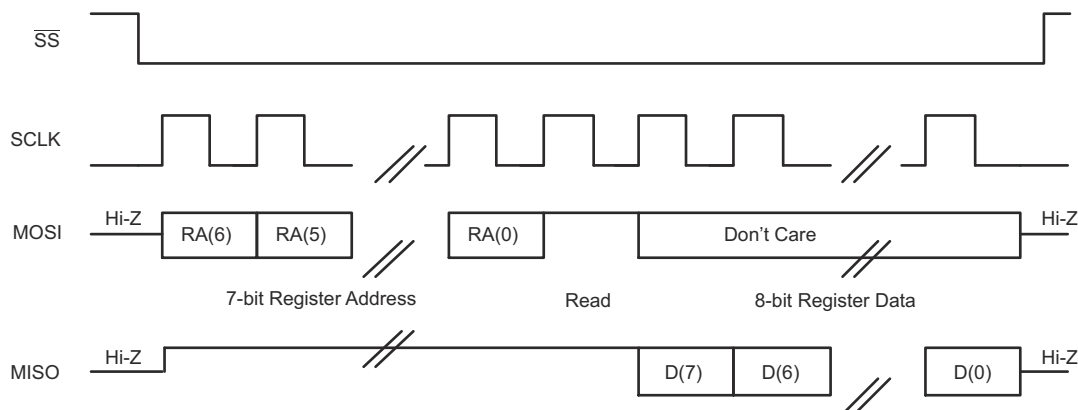 SS
SCLK
MOSI Hi-Z RA(6) RA(5) RA(0) Don't Care Hi-Z
7-bit Register Address Read 8-bit Register Data
MISO Hi-Z D(7) D(6) D(0) Hi-Z